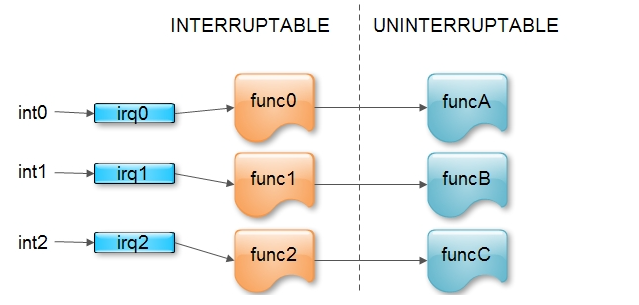 INTERRUPTABLE UNINTERRUPTABLE
int0 irq0 func0 funcA
int1 irq1 func1 funcB
int2 irq2 func2 funcC